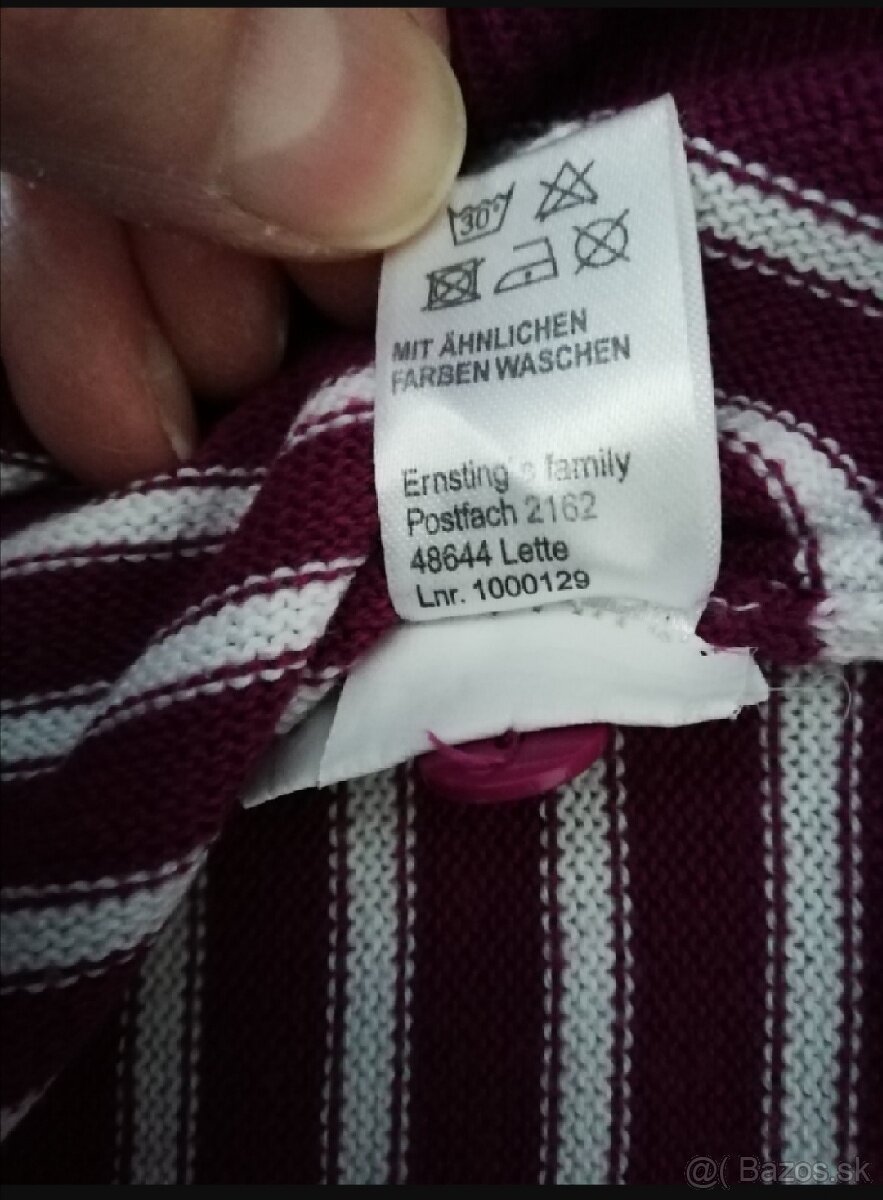 30°
MIT ÄHNLICHEN
FARBEN WASCHEN
Ernsting's family
Postfach 2162
48644 Lette
Lnr. 1000129
@( Bazos.sk